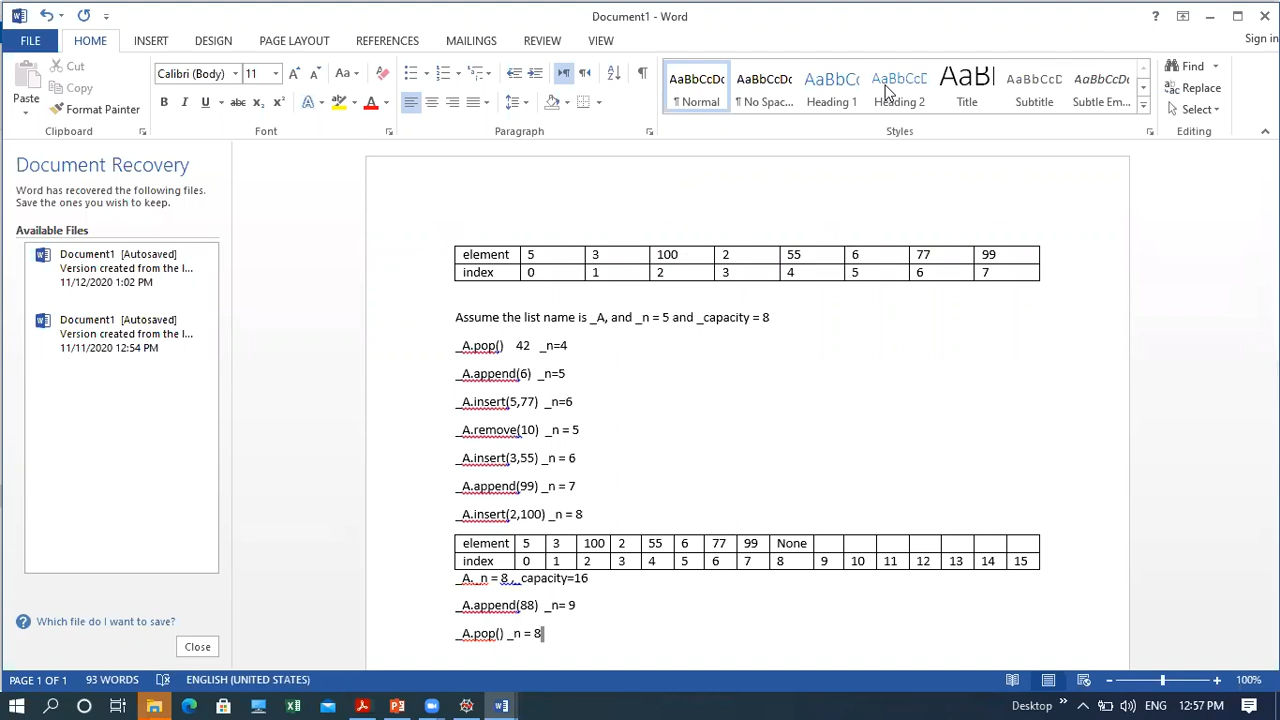 Document1 - Word
? Sign in
FILE HOME INSERT DESIGN PAGE LAYOUT REFERENCES MAILINGS REVIEW VIEW
Paste
Cut
Copy
Format Painter
Clipboard
Calibri (Body) 11
B I U abc X₂ X² A A
Font
Paragraph
AaBbCcDc AaBbCcDc AaBbCc AaBbCcD AaBl AaBbCcD AaBbCcDc
¶ Normal ¶ No Spac... Heading 1 Heading 2 Title Subtitle Subtle Em...
Styles
Find
Replace
Select
Editing
Document Recovery
Word has recovered the following files.
Save the ones you wish to keep.
Available Files
Document1 [Autosaved]
Version created from the l...
11/12/2020 1:02 PM
Document1 [Autosaved]
Version created from the l...
11/11/2020 12:54 PM
? Which file do I want to save?
Close
element 5 3 100 2 55 6 77 99
index 0 1 2 3 4 5 6 7
Assume the list name is _A, and _n = 5 and _capacity = 8
_A.pop() 42 _n=4
_A.append(6) _n=5
_A.insert(5,77) _n=6
_A.remove(10) _n = 5
_A.insert(3,55) _n = 6
_A.append(99) _n = 7
_A.insert(2,100) _n = 8
element 5 3 100 2 55 6 77 99 None
index 0 1 2 3 4 5 6 7 8 9 10 11 12 13 14 15
_A. _n = 8 , _capacity=16
_A.append(88) _n= 9
_A.pop() _n = 8
PAGE 1 OF 1 93 WORDS ENGLISH (UNITED STATES) 100%
Desktop 12:57 PM